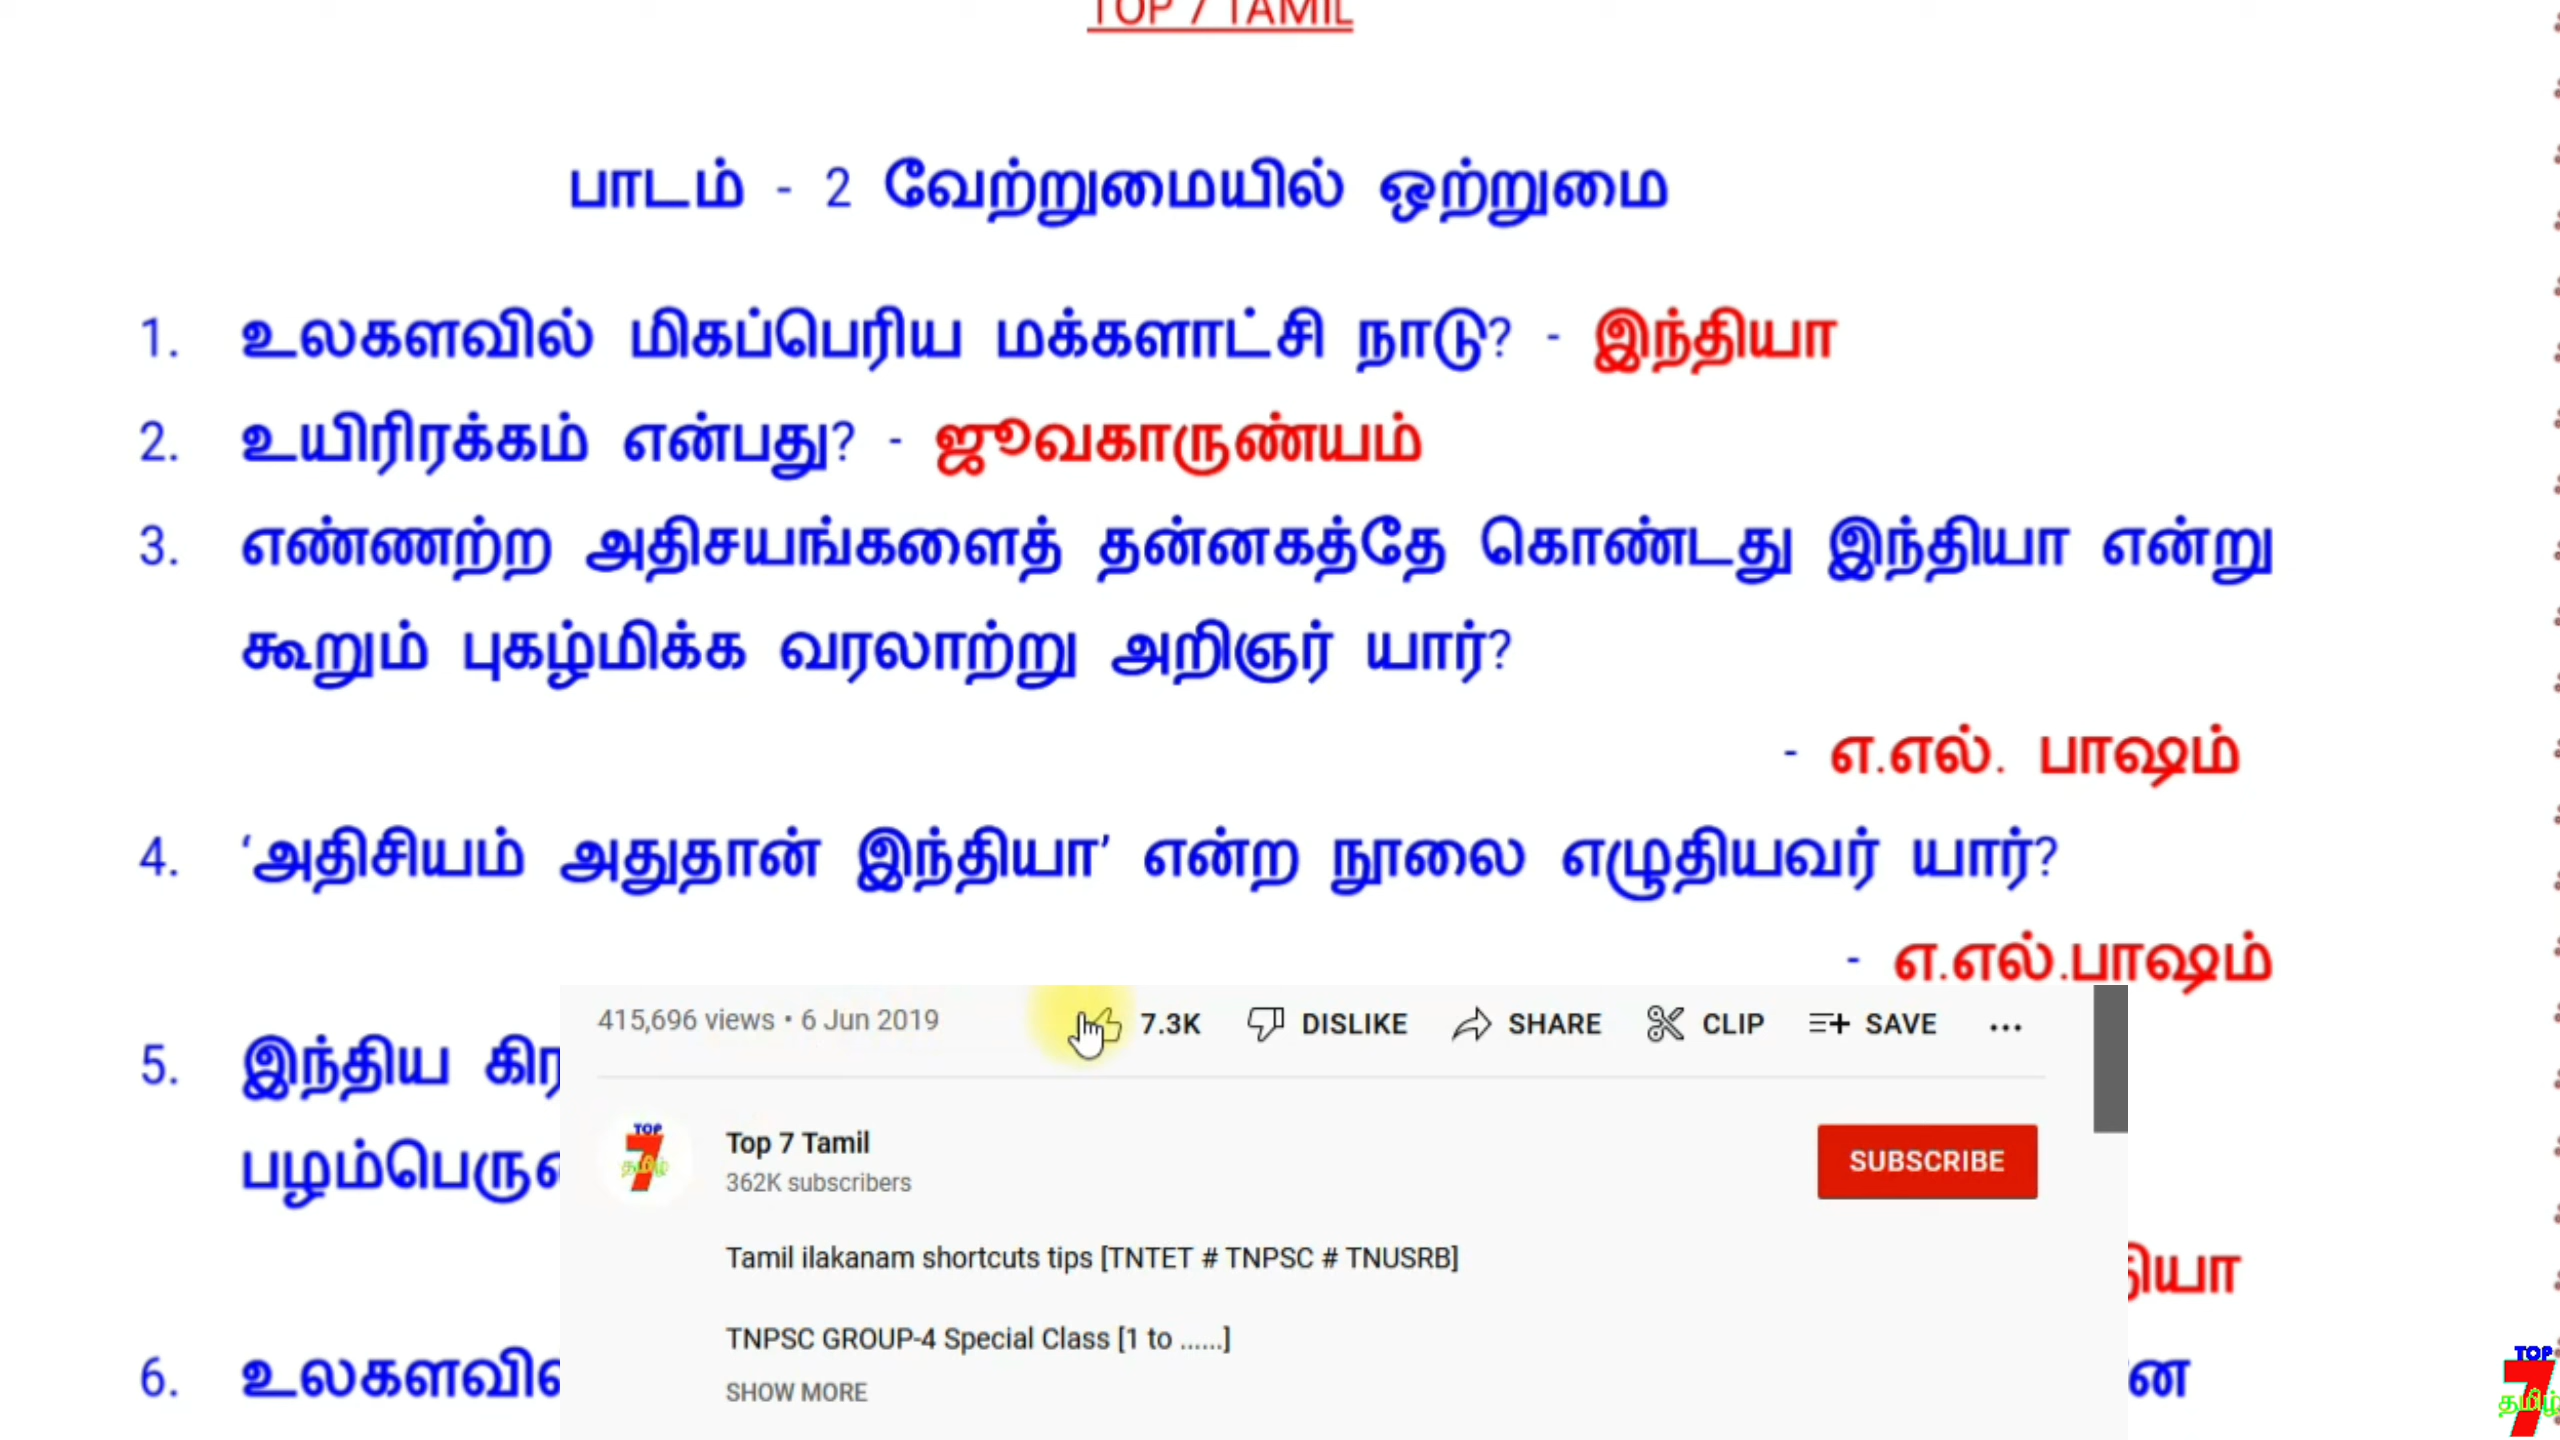 TOP 7 TAMIL
பாடம் - 2 வேற்றுமையில் ஒற்றுமை
1. உலகளவில் மிகப்பெரிய மக்களாட்சி நாடு? - இந்தியா
2. உயிரிரக்கம் என்பது? - ஜூவகாருண்யம்
3. எண்ணற்ற அதிசயங்களைத் தன்னகத்தே கொண்டது இந்தியா என்று
கூறும் புகழ்மிக்க வரலாற்று அறிஞர் யார்?
- எ.எல். பாஷம்
4. ‘அதிசியம் அதுதான் இந்தியா’ என்ற நூலை எழுதியவர் யார்?
- எ.எல்.பாஷம்
5. இந்திய
415,696 views • 6 Jun 2019 7.3K DISLIKE SHARE CLIP SAVE ...
Top 7 Tamil
362K subscribers
SUBSCRIBE
Tamil ilakanam shortcuts tips [TNTET # TNPSC # TNUSRB]
TNPSC GROUP-4 Special Class [1 to ......]
SHOW MORE
6.
TOP
7
தமிழ்